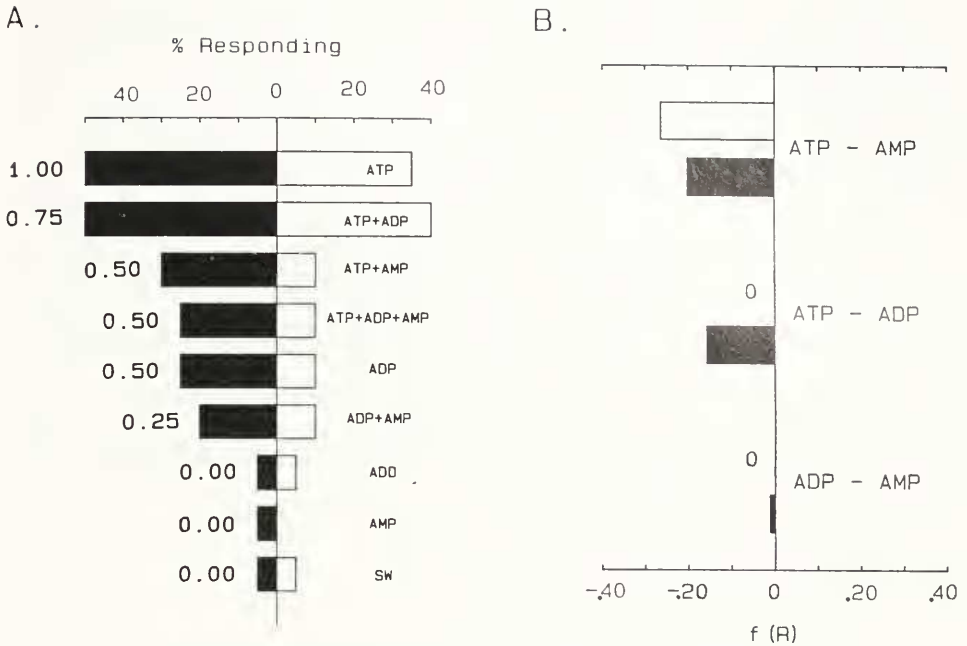 A.
% Responding
40 20 0 20 40
1.00 ATP
0.75 ATP+ADP
0.50 ATP+AMP
0.50 ATP+ADP+AMP
0.50 ADP
0.25 ADP+AMP
0.00 ADO
0.00 AMP
0.00 SW
B.
ATP - AMP
0
ATP - ADP
0
ADP - AMP
-.40 -.20 0 .20 .40
f (R)